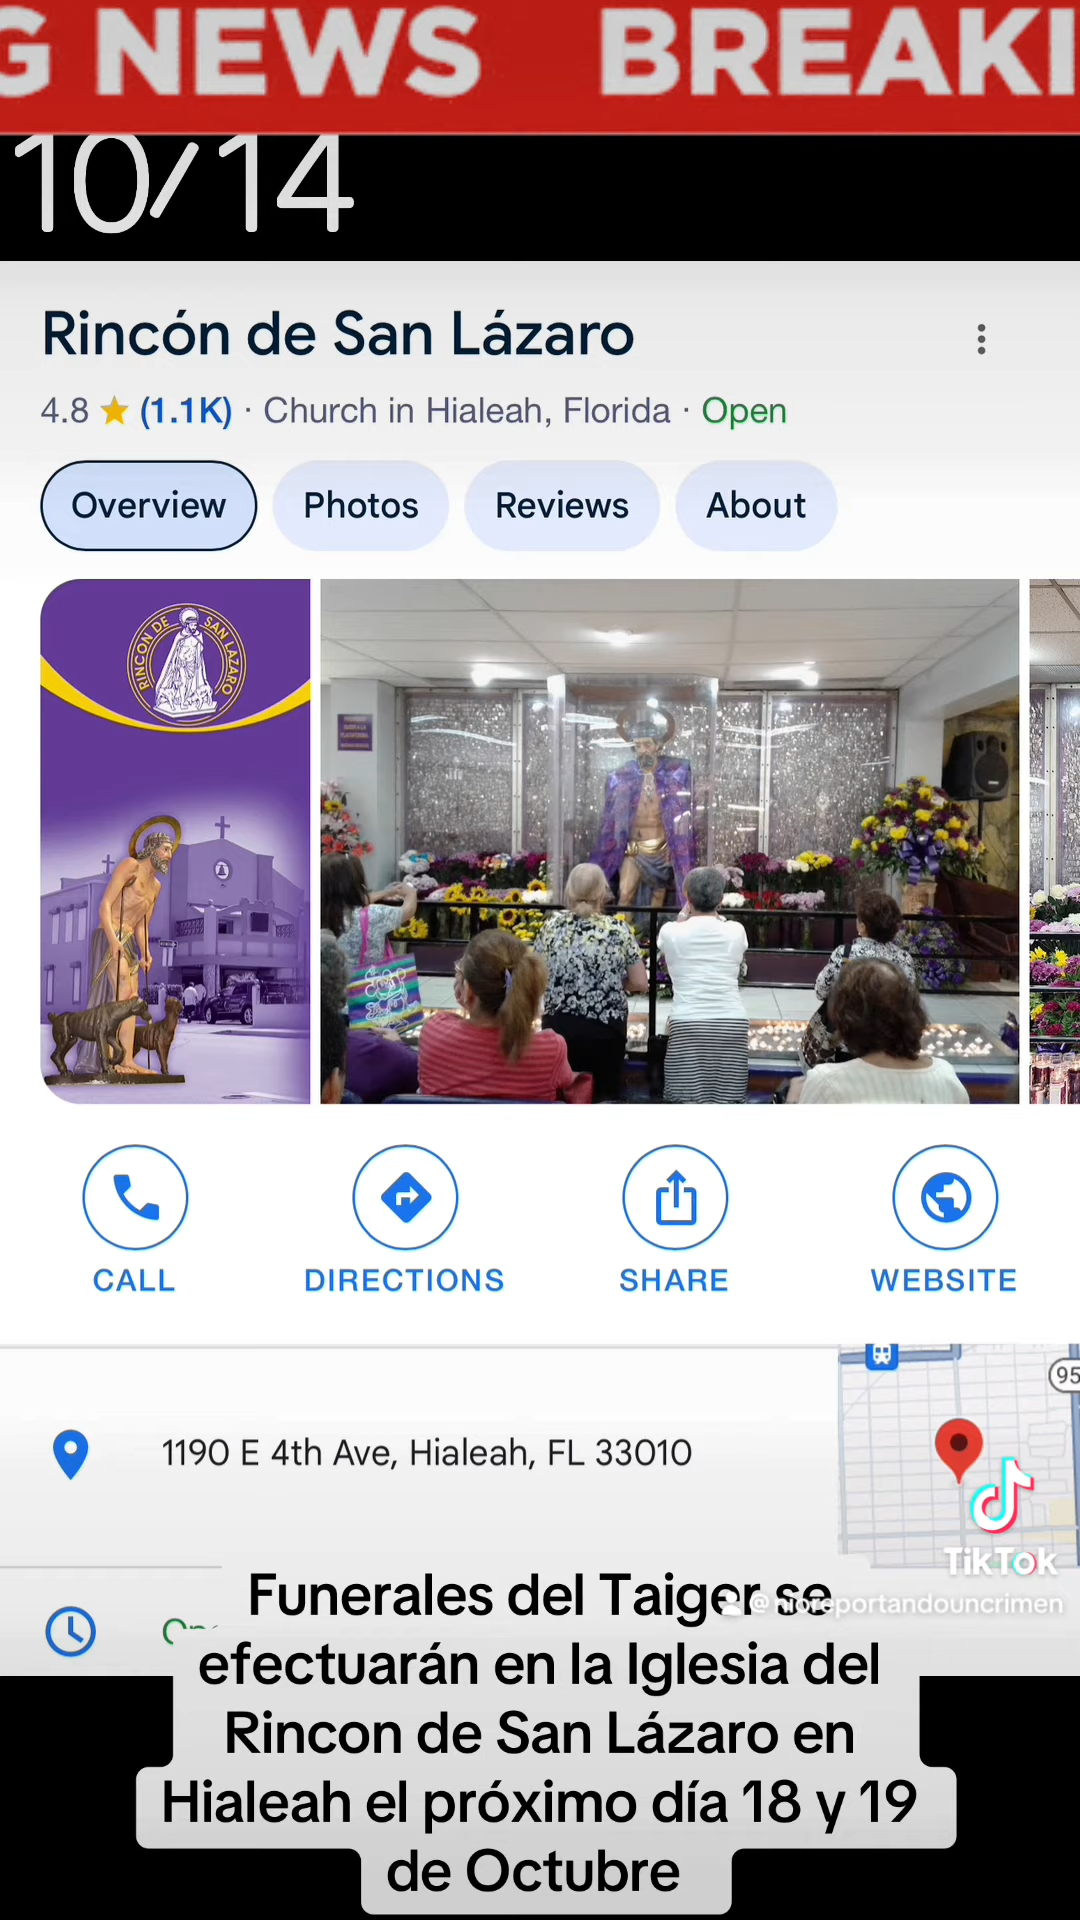 G NEWS BREAKI
10/14
Rincón de San Lázaro
4.8 (1.1K) · Church in Hialeah, Florida · Open
Overview Photos Reviews About
RINCON DE SAN LAZARO
CALL DIRECTIONS SHARE WEBSITE
95
1190 E 4th Ave, Hialeah, FL 33010
TikTok
@nioreportandouncrimen
Funerales del Taiger se
efectuarán en la Iglesia del
Rincon de San Lázaro en
Hialeah el próximo día 18 y 19
de Octubre